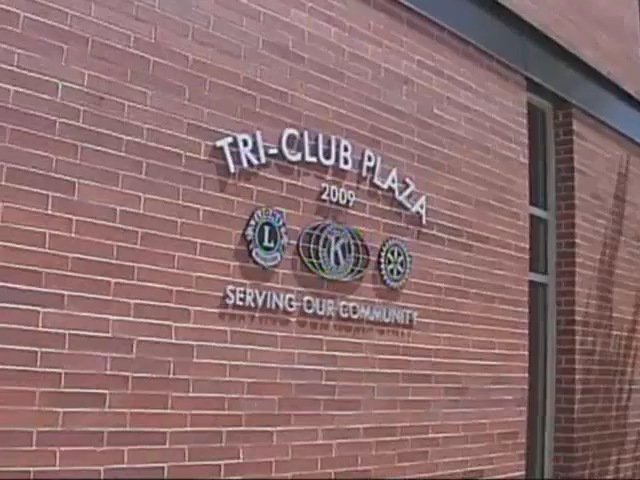 TRI-CLUB PLAZA
2009
L
K
SERVING OUR COMMUNITY